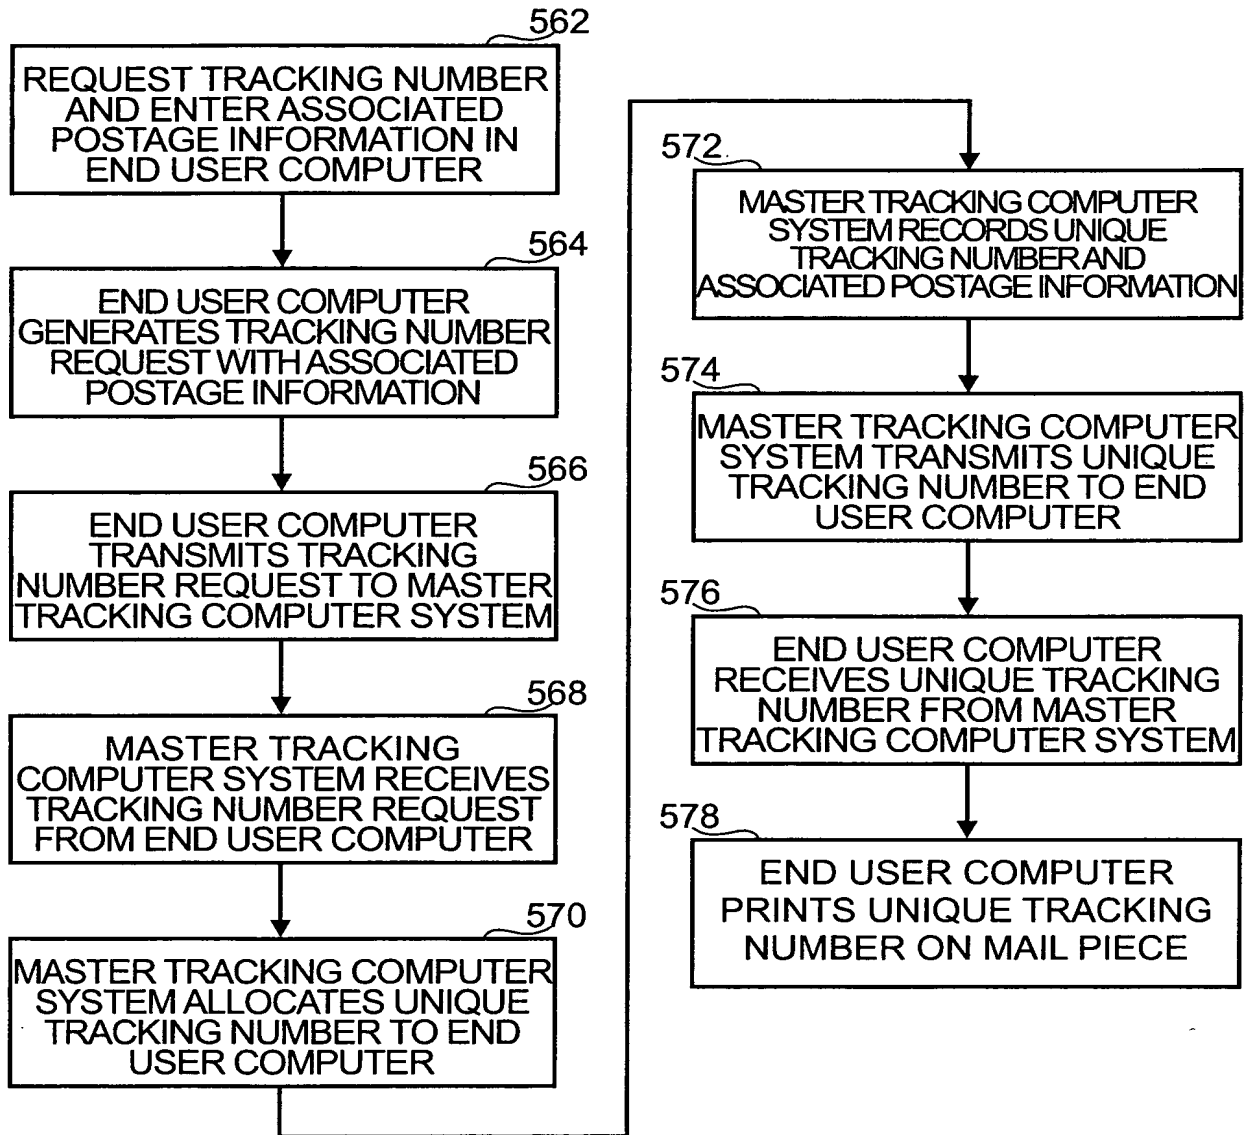 562
REQUEST TRACKING NUMBER
AND ENTER ASSOCIATED
POSTAGE INFORMATION IN
END USER COMPUTER
564
END USER COMPUTER
GENERATES TRACKING NUMBER
REQUEST WITH ASSOCIATED
POSTAGE INFORMATION
566
END USER COMPUTER
TRANSMITS TRACKING
NUMBER REQUEST TO MASTER
TRACKING COMPUTER SYSTEM
568
MASTER TRACKING
COMPUTER SYSTEM RECEIVES
TRACKING NUMBER REQUEST
FROM END USER COMPUTER
570
MASTER TRACKING COMPUTER
SYSTEM ALLOCATES UNIQUE
TRACKING NUMBER TO END
USER COMPUTER
572
MASTER TRACKING COMPUTER
SYSTEM RECORDS UNIQUE
TRACKING NUMBER AND
ASSOCIATED POSTAGE INFORMATION
574
MASTER TRACKING COMPUTER
SYSTEM TRANSMITS UNIQUE
TRACKING NUMBER TO END
USER COMPUTER
576
END USER COMPUTER
RECEIVES UNIQUE TRACKING
NUMBER FROM MASTER
TRACKING COMPUTER SYSTEM
578
END USER COMPUTER
PRINTS UNIQUE TRACKING
NUMBER ON MAIL PIECE